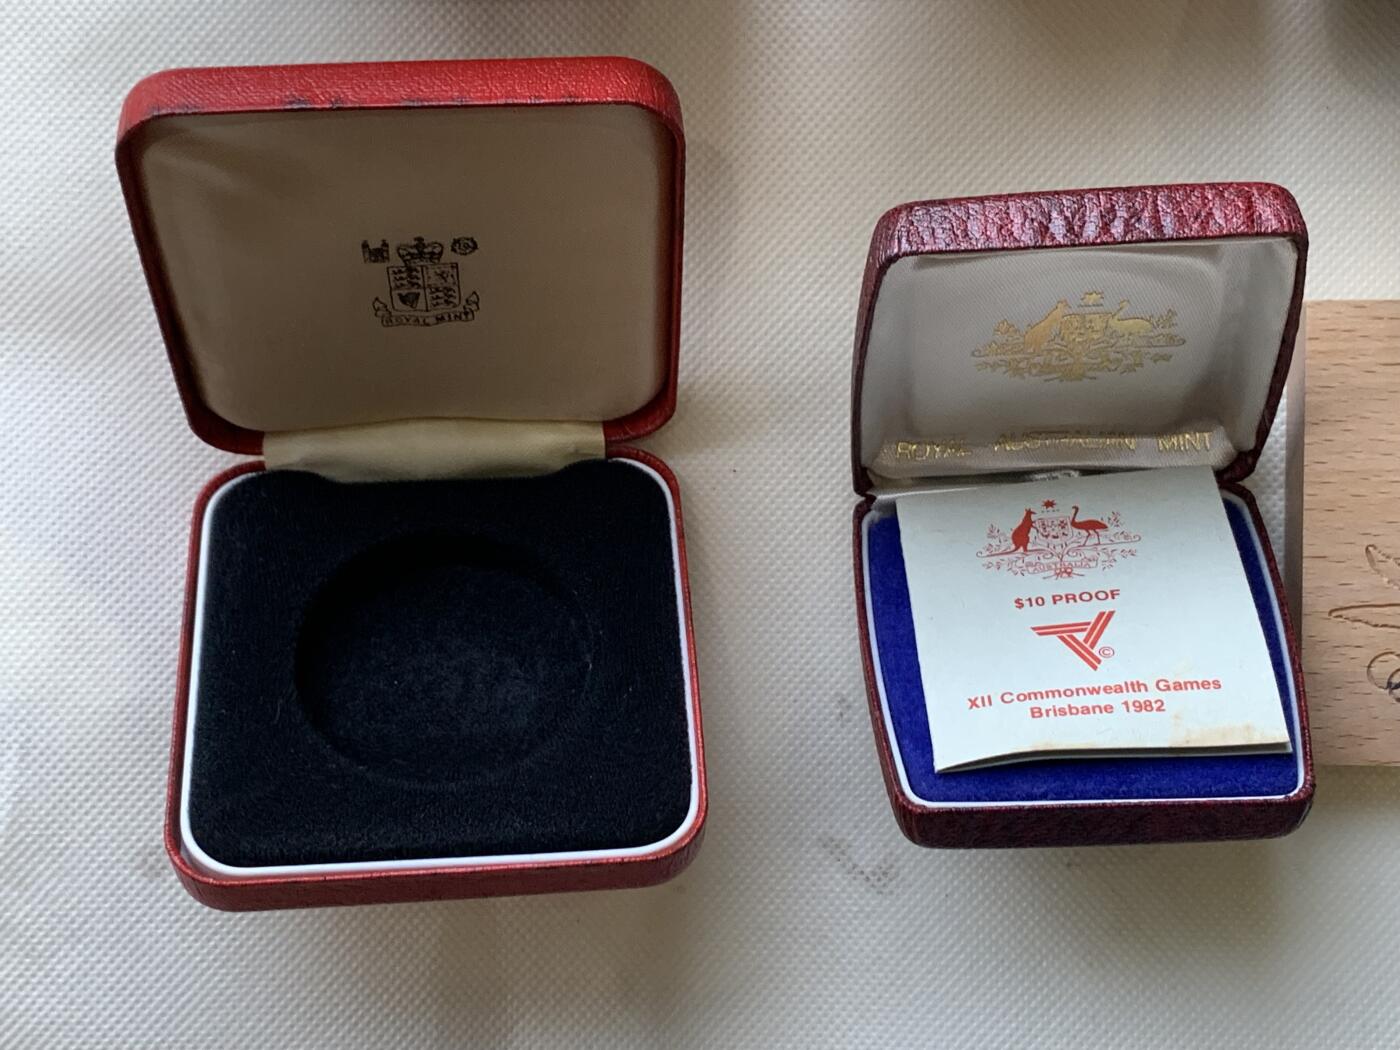 ROYAL MINT
ROYAL AUSTRALIAN MINT
AUSTRALIA
$10 PROOF
©
XII Commonwealth Games
Brisbane 1982